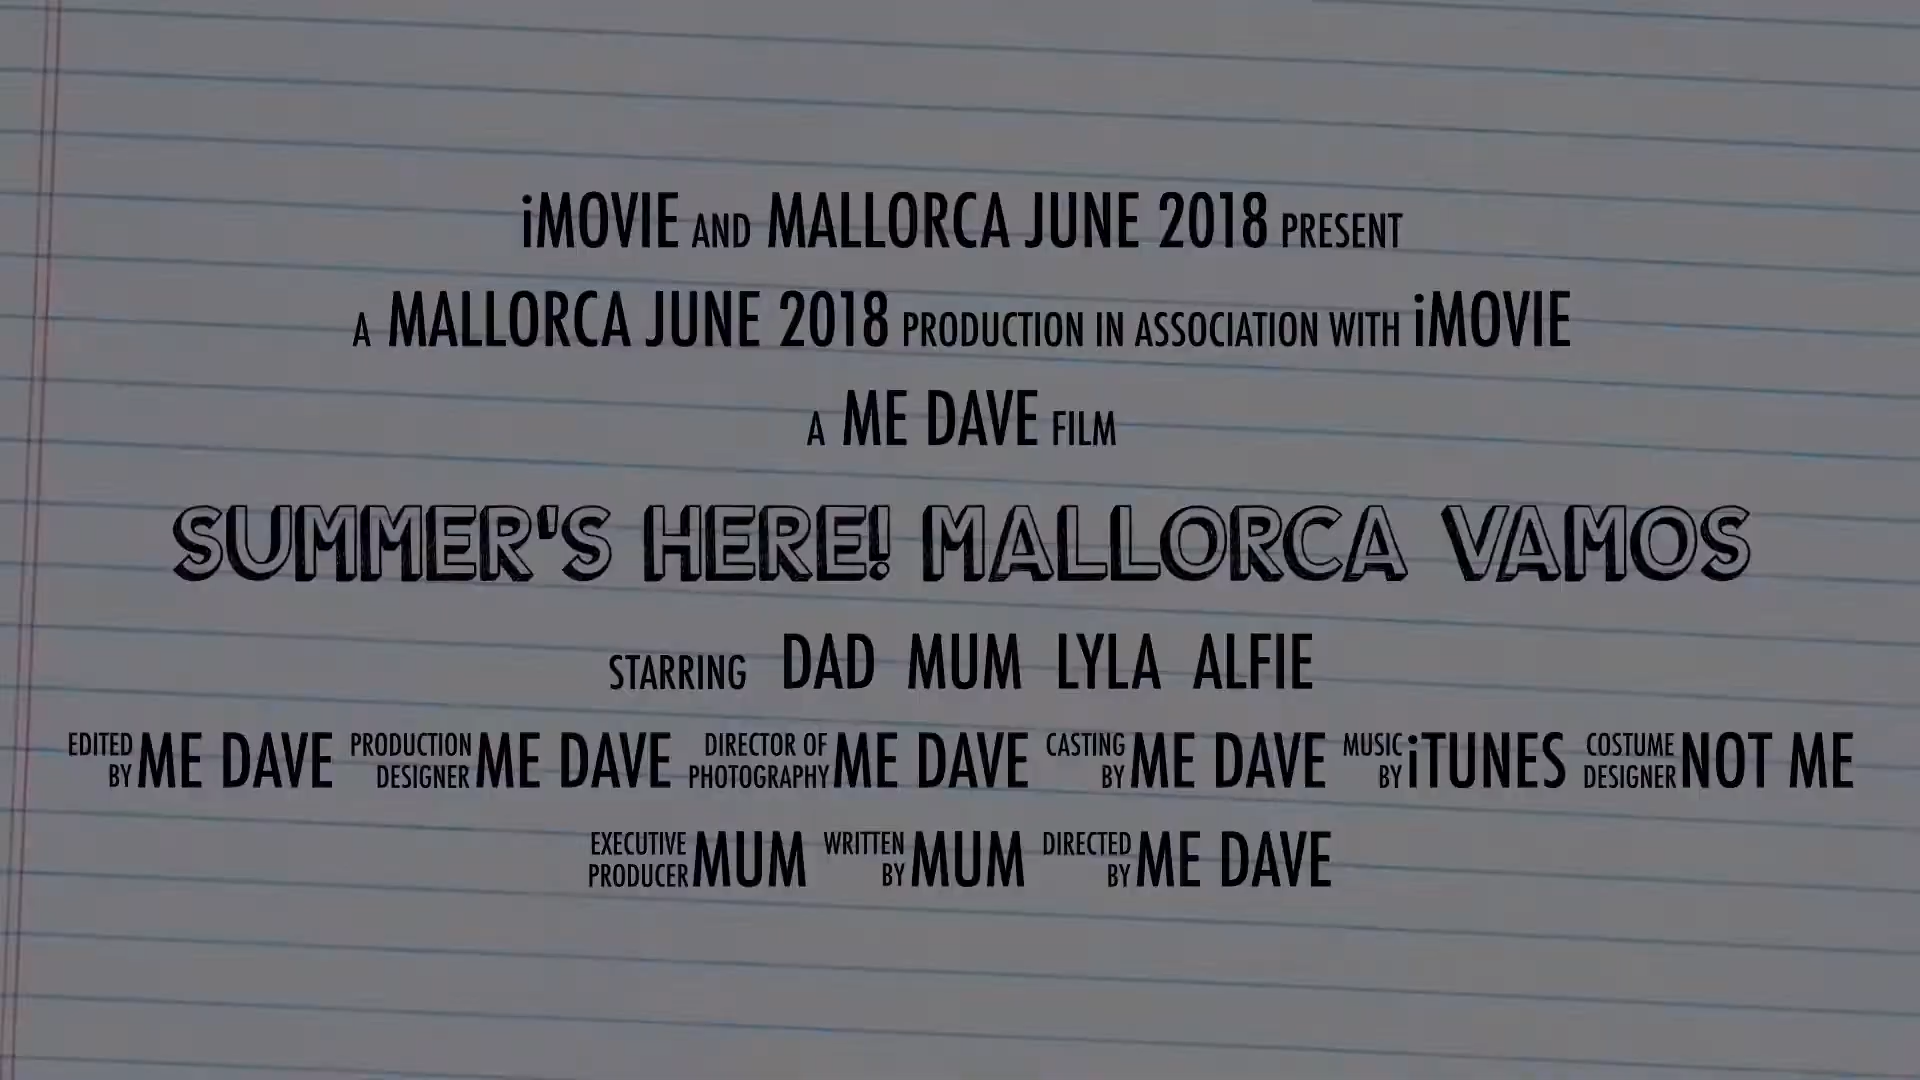 iMOVIE AND MALLORCA JUNE 2018 PRESENT
A MALLORCA JUNE 2018 PRODUCTION IN ASSOCIATION WITH iMOVIE
A ME DAVE FILM
SUMMER'S HERE! MALLORCA VAMOS
STARRING DAD MUM LYLA ALFIE
EDITED BY ME DAVE PRODUCTION DESIGNER ME DAVE DIRECTOR OF PHOTOGRAPHY ME DAVE CASTING BY ME DAVE MUSIC BY iTUNES COSTUME DESIGNER NOT ME
EXECUTIVE PRODUCER MUM WRITTEN BY MUM DIRECTED BY ME DAVE